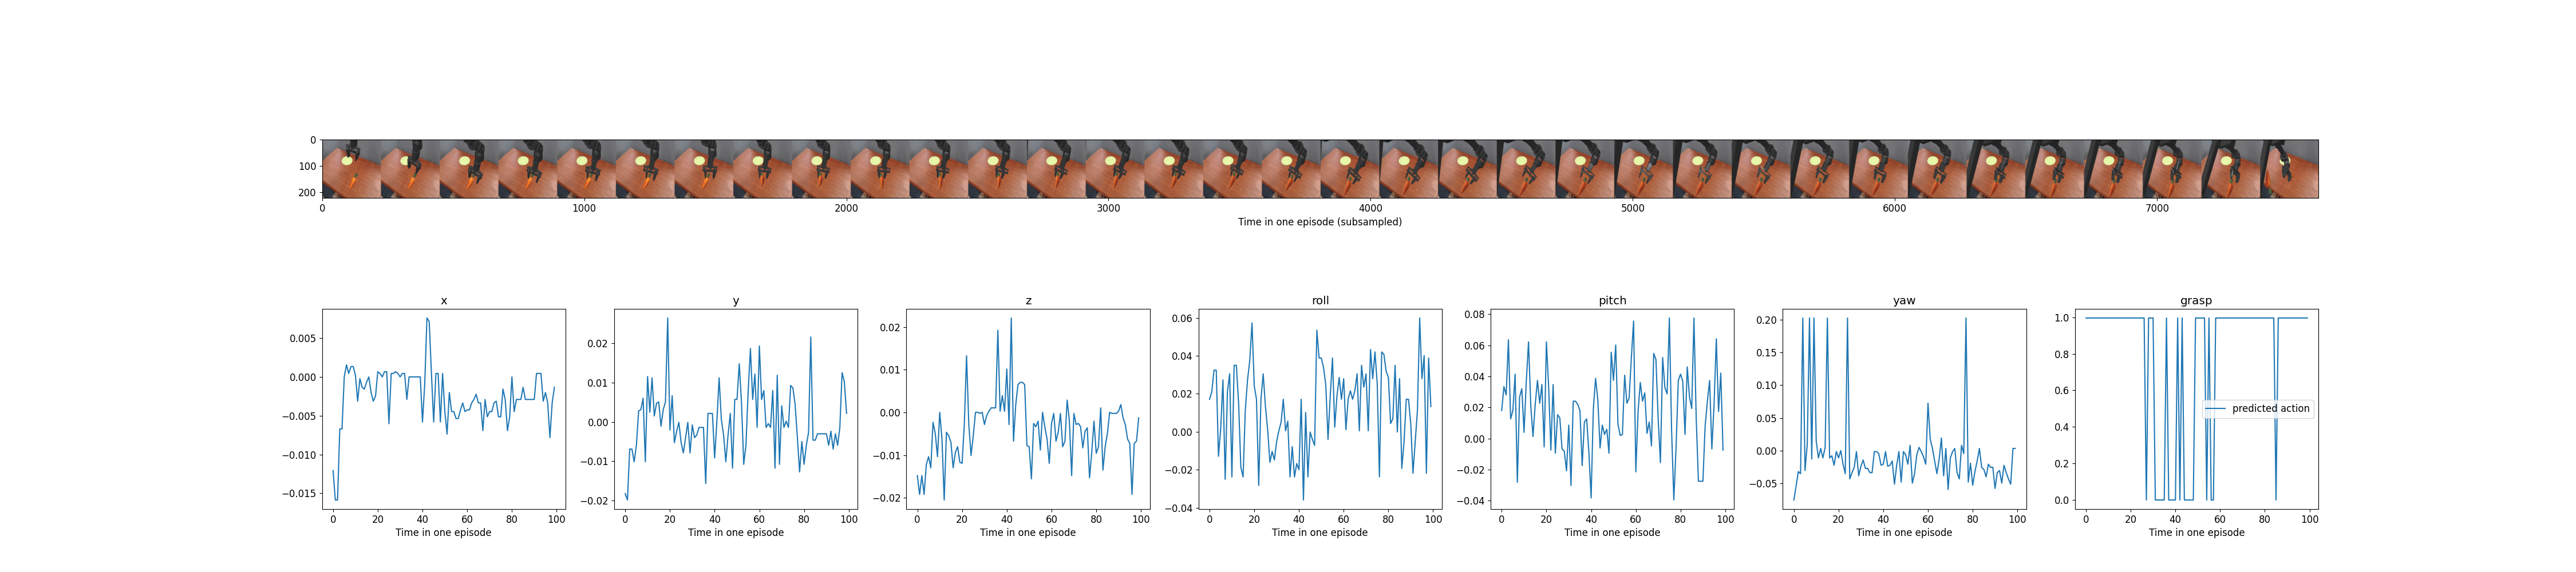 0
100
200
0 1000 2000 3000 4000 5000 6000 7000
Time in one episode (subsampled)
x
0.005
0.000
−0.005
−0.010
−0.015
0 20 40 60 80 100
Time in one episode
y
0.02
0.01
0.00
−0.01
−0.02
0 20 40 60 80 100
Time in one episode
z
0.02
0.01
0.00
−0.01
−0.02
0 20 40 60 80 100
Time in one episode
roll
0.06
0.04
0.02
0.00
−0.02
−0.04
0 20 40 60 80 100
Time in one episode
pitch
0.08
0.06
0.04
0.02
0.00
−0.02
−0.04
0 20 40 60 80 100
Time in one episode
yaw
0.20
0.15
0.10
0.05
0.00
−0.05
0 20 40 60 80 100
Time in one episode
grasp
1.0
0.8
0.6
0.4
0.2
0.0
predicted action
0 20 40 60 80 100
Time in one episode